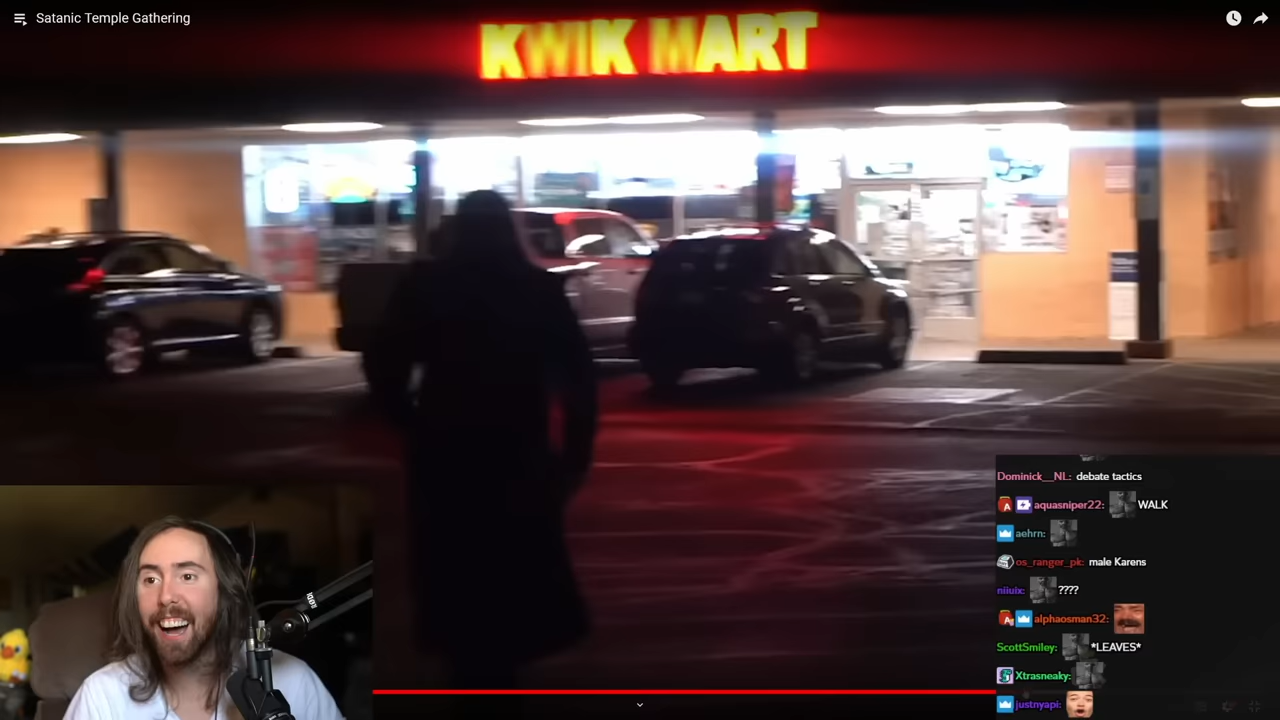 Satanic Temple Gathering
KWIK MART
Dominick__NL: debate tactics
aquasniper22: WALK
aehrn:
os_ranger_pk: male Karens
niiuix: ????
alphaosman32:
ScottSmiley: *LEAVES*
Xtrasneaky:
justnyapi: